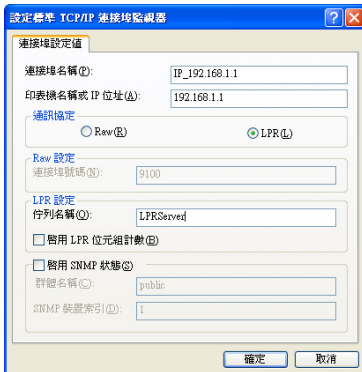 設定標準 TCP/IP 連接埠監視器
連接埠設定值
連接埠名稱(P): IP_192.168.1.1
印表機名稱或 IP 位址(A): 192.168.1.1
通訊協定
Raw(R) LPR(L)
Raw 設定
連接埠號碼(N): 9100
LPR 設定
佇列名稱(Q): LPRServer
啓用 LPR 位元組計數(B)
啓用 SNMP 狀態(S)
群體名稱(C): public
SNMP 裝置索引(D): 1
確定 取消